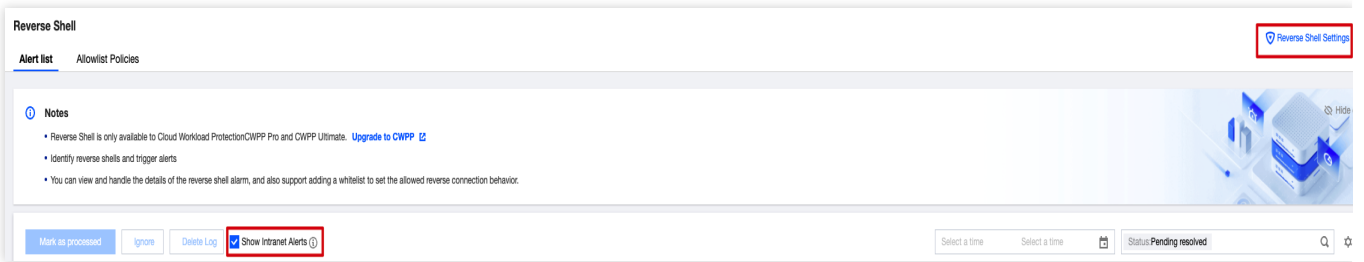 Reverse Shell
Reverse Shell Settings
Alert list Allowlist Policies
Notes
Hide
Reverse Shell is only available to Cloud Workload ProtectionCWPP Pro and CWPP Ultimate. Upgrade to CWPP
Identify reverse shells and trigger alerts
You can view and handle the details of the reverse shell alarm, and also support adding a whitelist to set the allowed reverse connection behavior.
Mark as processed Ignore Delete Log Show Intranet Alerts Select a time Select a time Status:Pending resolved